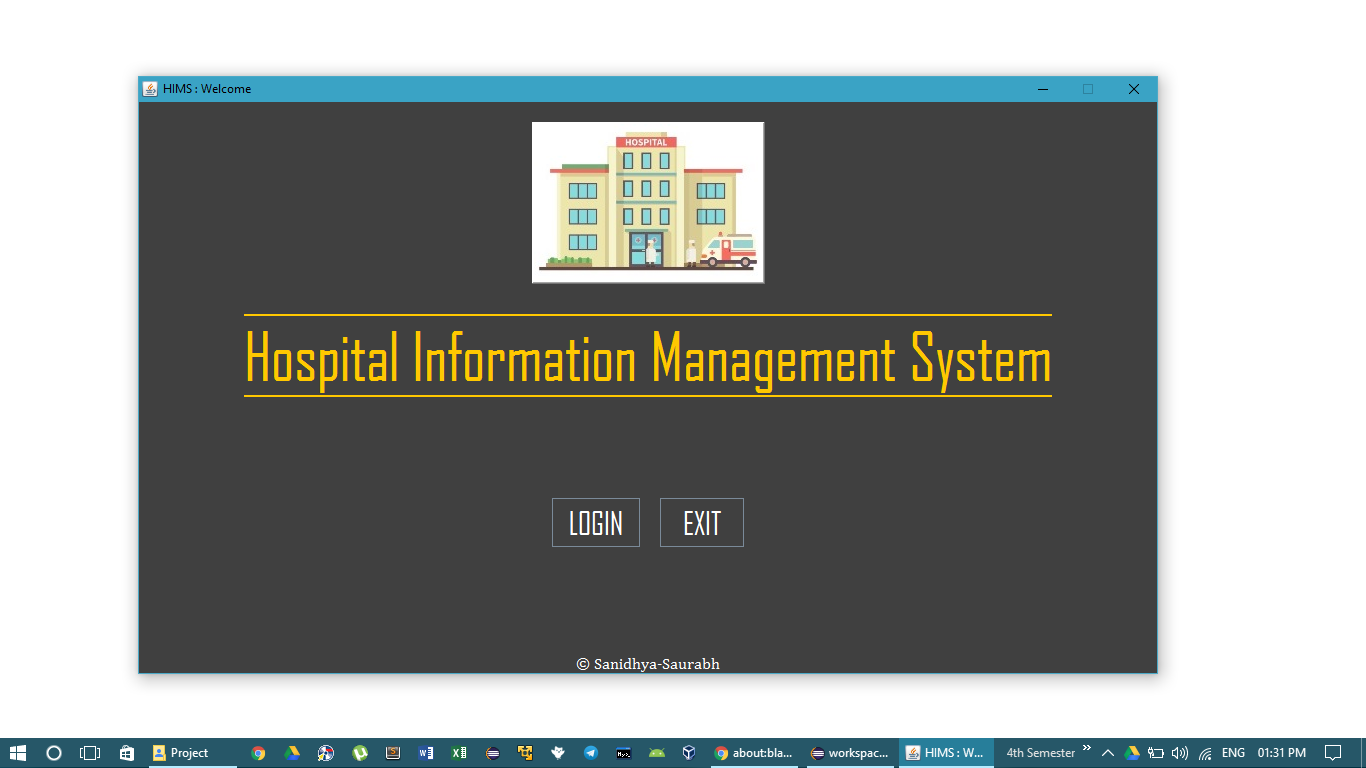 HIMS : Welcome
HOSPITAL
Hospital Information Management System
LOGIN
EXIT
© Sanidhya-Saurabh
Project
about:bla...
workspac...
HIMS : W...
4th Semester
ENG
01:31 PM